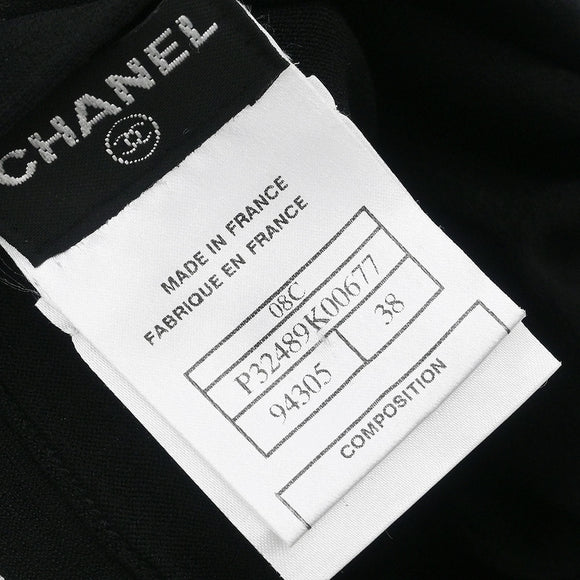 CHANEL
MADE IN FRANCE
FABRIQUE EN FRANCE
08C
P32489K00677
94305 38
COMPOSITION